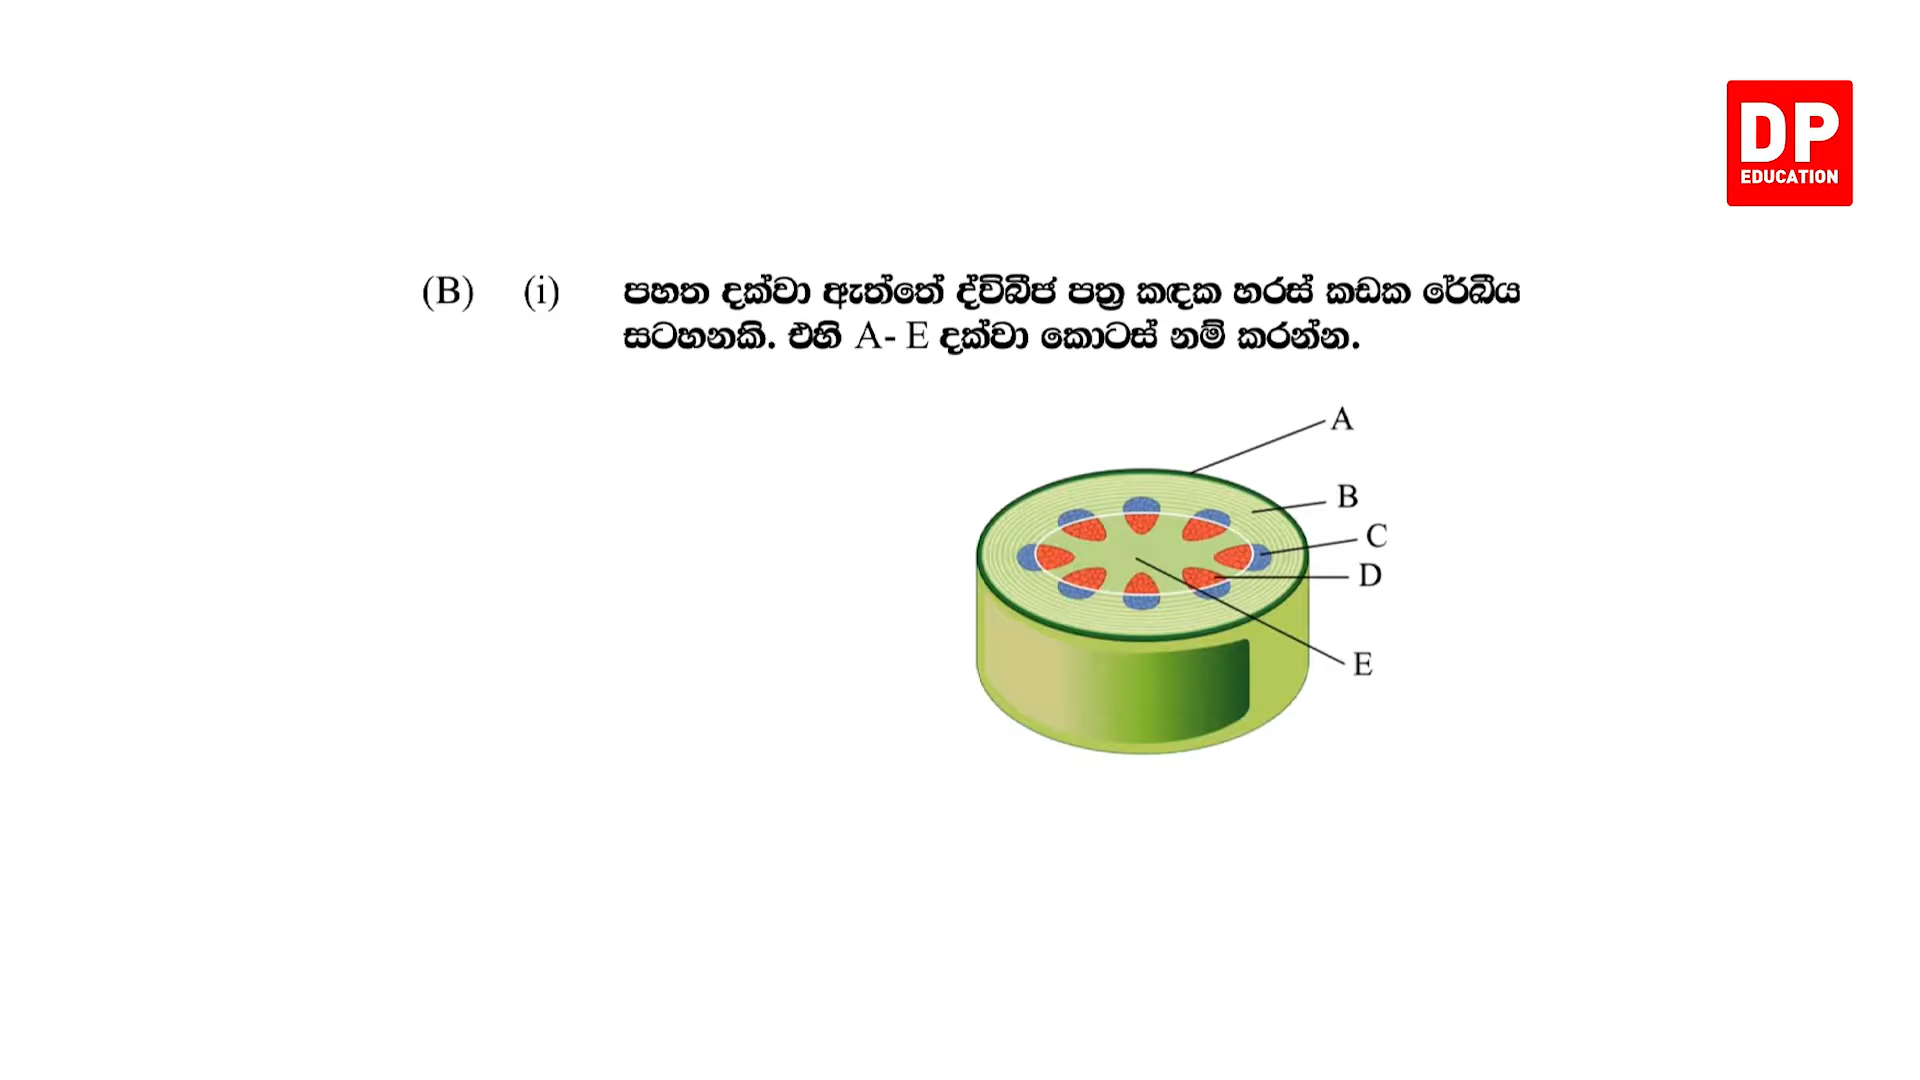 DP
EDUCATION
(B) (i) පහත දක්වා ඇත්තේ ද්විබීජ පත්‍ර කඳක හරස් කඩක රේඛීය
සටහනකි. එහි A- E දක්වා කොටස් නම් කරන්න.
A
B
C
D
E